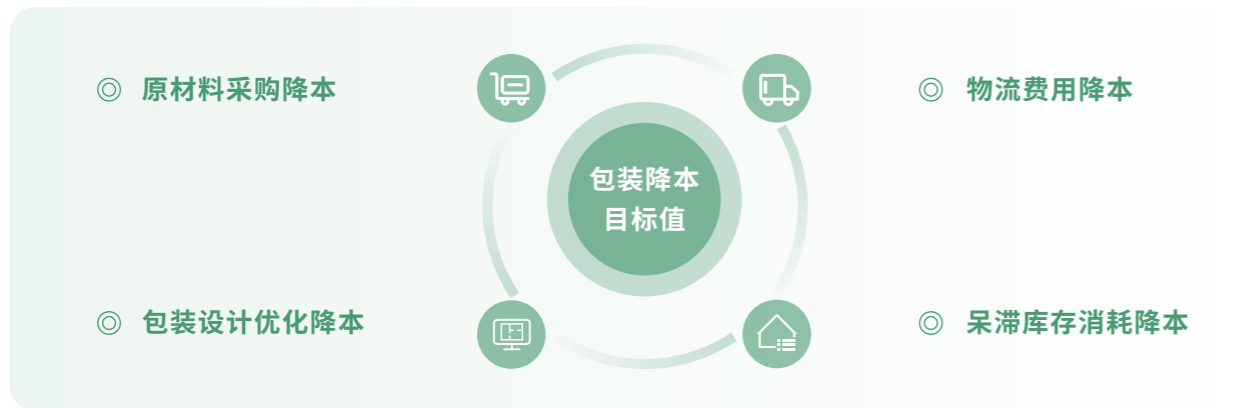 ◎ 原材料采购降本
◎ 物流费用降本
包装降本
目标值
◎ 包装设计优化降本
◎ 呆滞库存消耗降本